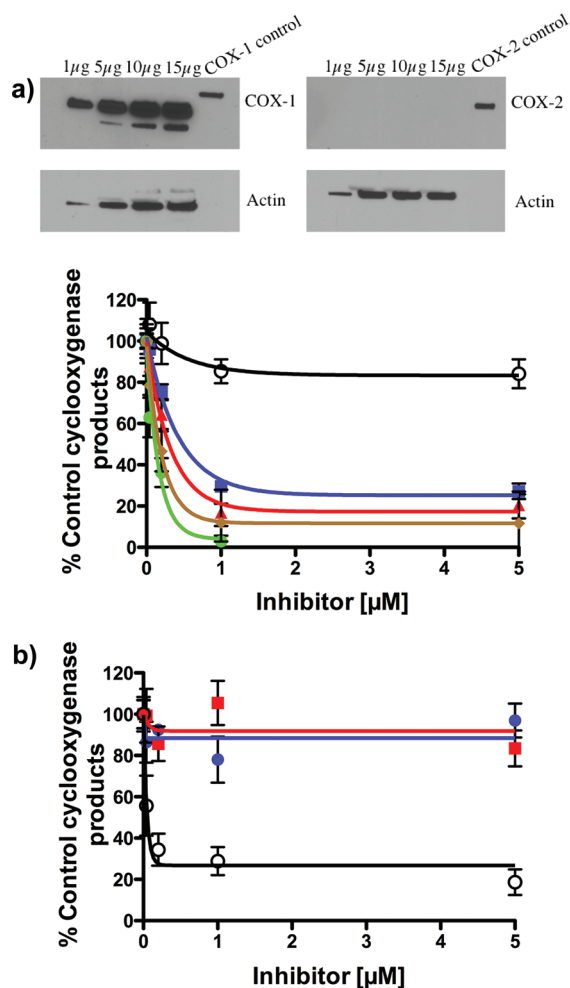 a)
1µg 5µg 10µg 15µg COX-1 control
COX-1
Actin
1µg 5µg 10µg 15µg COX-2 control
COX-2
Actin
% Control cyclooxygenase
products
120
100
80
60
40
20
0
0 1 2 3 4 5
Inhibitor [µM]
b)
% Control cyclooxygenase
products
120
100
80
60
40
20
0
0 1 2 3 4 5
Inhibitor [µM]